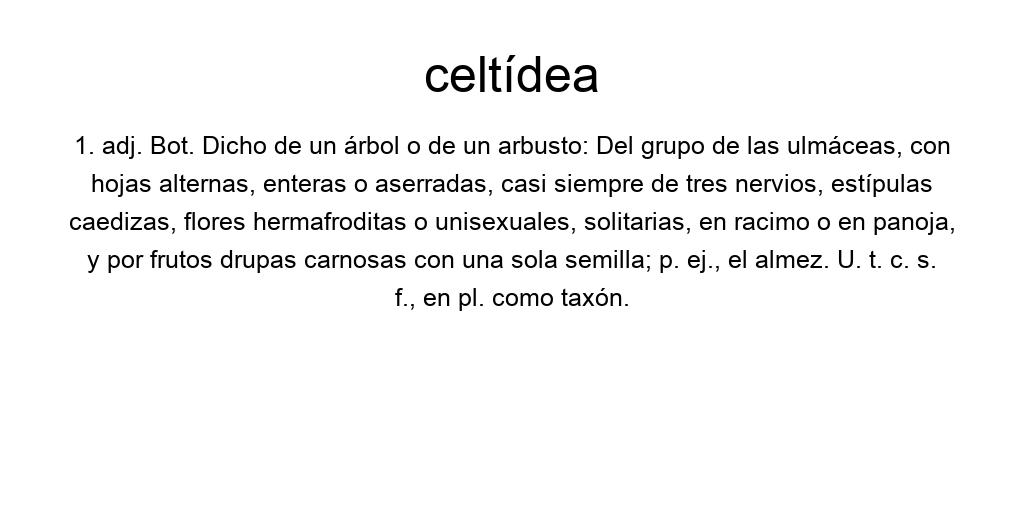 celtídea
1. adj. Bot. Dicho de un árbol o de un arbusto: Del grupo de las ulmáceas, con
hojas alternas, enteras o aserradas, casi siempre de tres nervios, estípulas
caedizas, flores hermafroditas o unisexuales, solitarias, en racimo o en panoja,
y por frutos drupas carnosas con una sola semilla; p. ej., el almez. U. t. c. s.
f., en pl. como taxón.